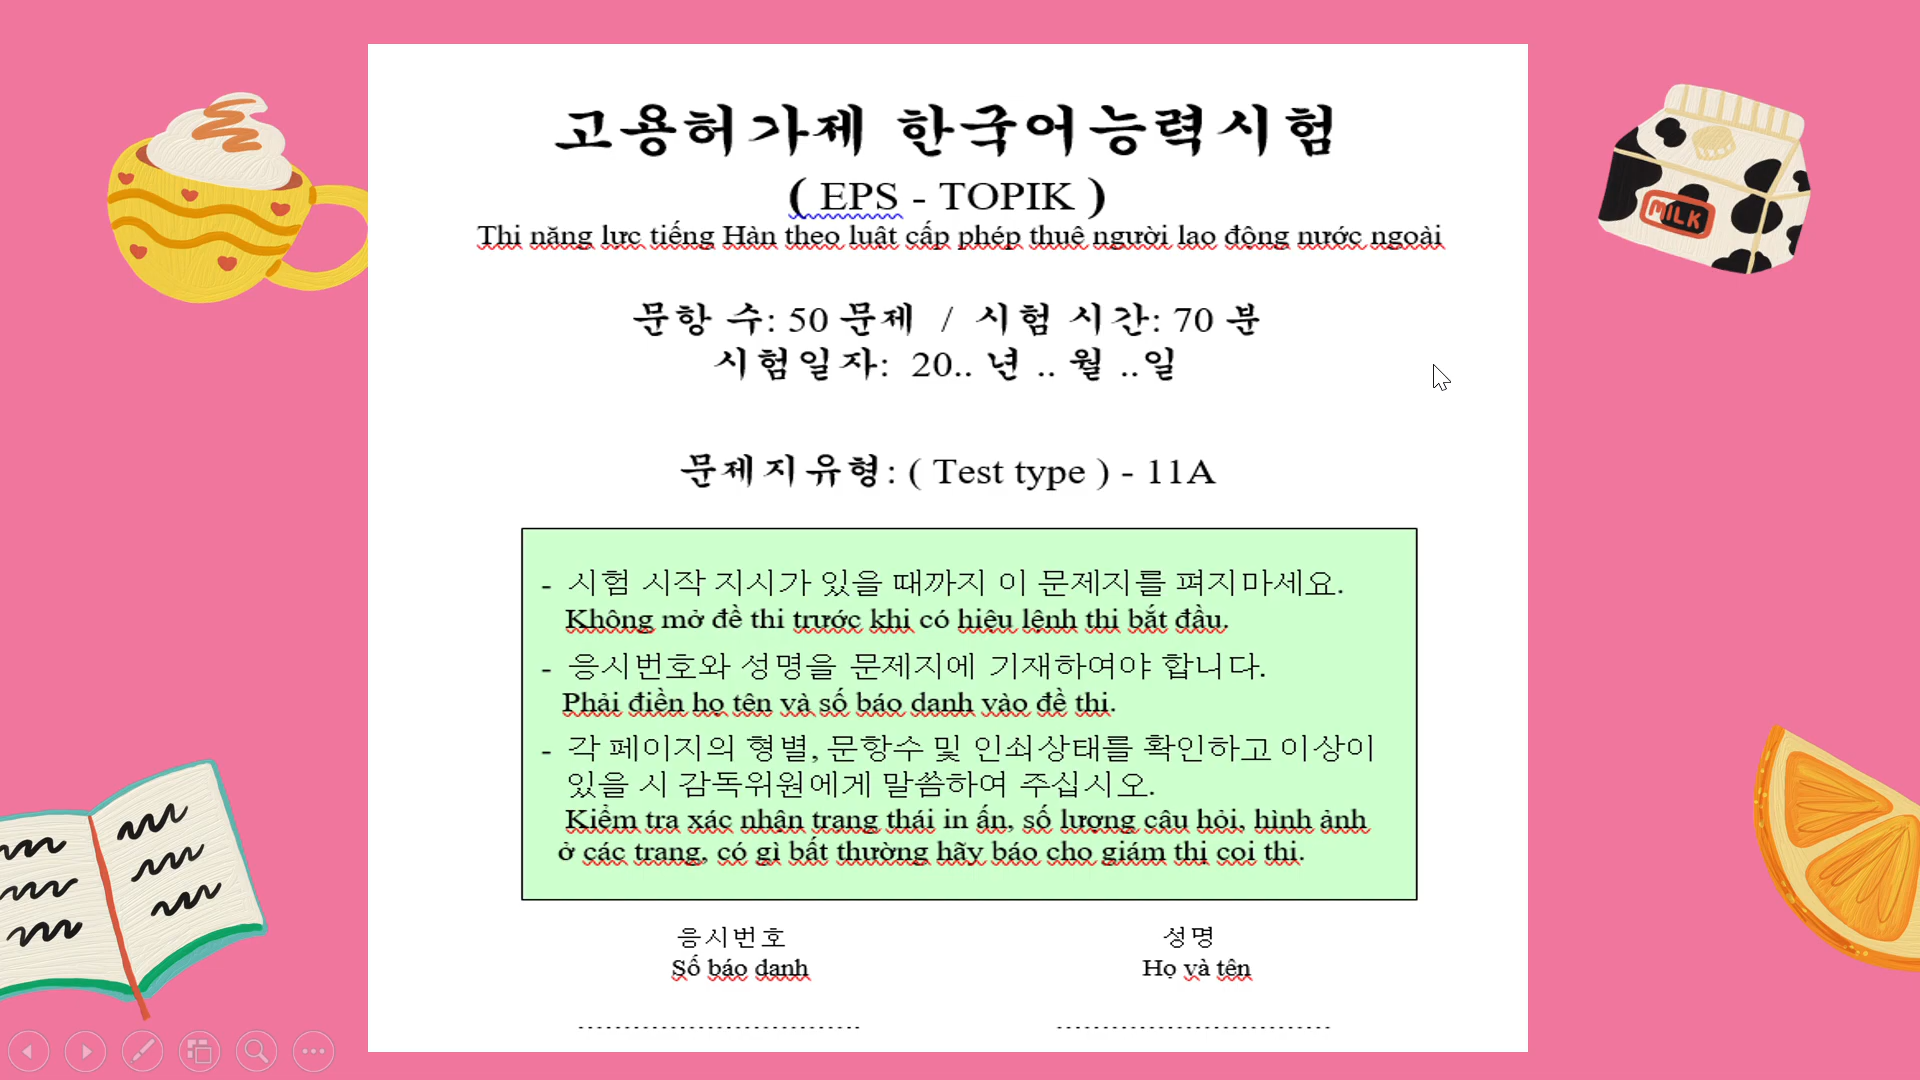 고용허가제 한국어능력시험
( EPS - TOPIK )
Thi năng lực tiếng Hàn theo luật cấp phép thuê người lao động nước ngoài
문항 수: 50 문제 / 시험 시간: 70 분
시험일자: 20.. 년 .. 월 ..일
문제지유형: ( Test type ) - 11A
- 시험 시작 지시가 있을 때까지 이 문제지를 펴지마세요.
Không mở đề thi trước khi có hiệu lệnh thi bắt đầu.
- 응시번호와 성명을 문제지에 기재하여야 합니다.
Phải điền họ tên và số báo danh vào đề thi.
- 각 페이지의 형별, 문항수 및 인쇄상태를 확인하고 이상이
있을 시 감독위원에게 말씀하여 주십시오.
Kiểm tra xác nhận trạng thái in ấn, số lượng câu hỏi, hình ảnh
ở các trang, có gì bất thường hãy báo cho giám thị coi thi.
응시번호 성명
Số báo danh Họ và tên
MILK